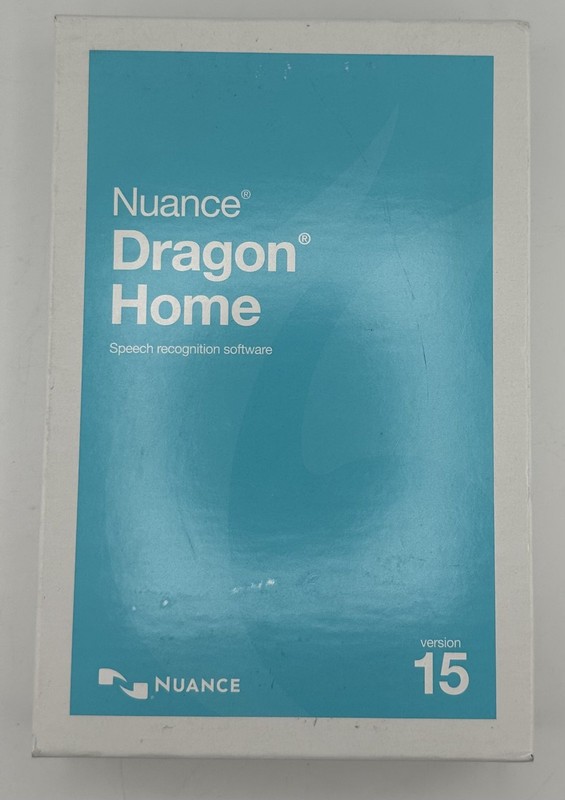 Nuance®
Dragon®
Home
Speech recognition software
version
15
NUANCE